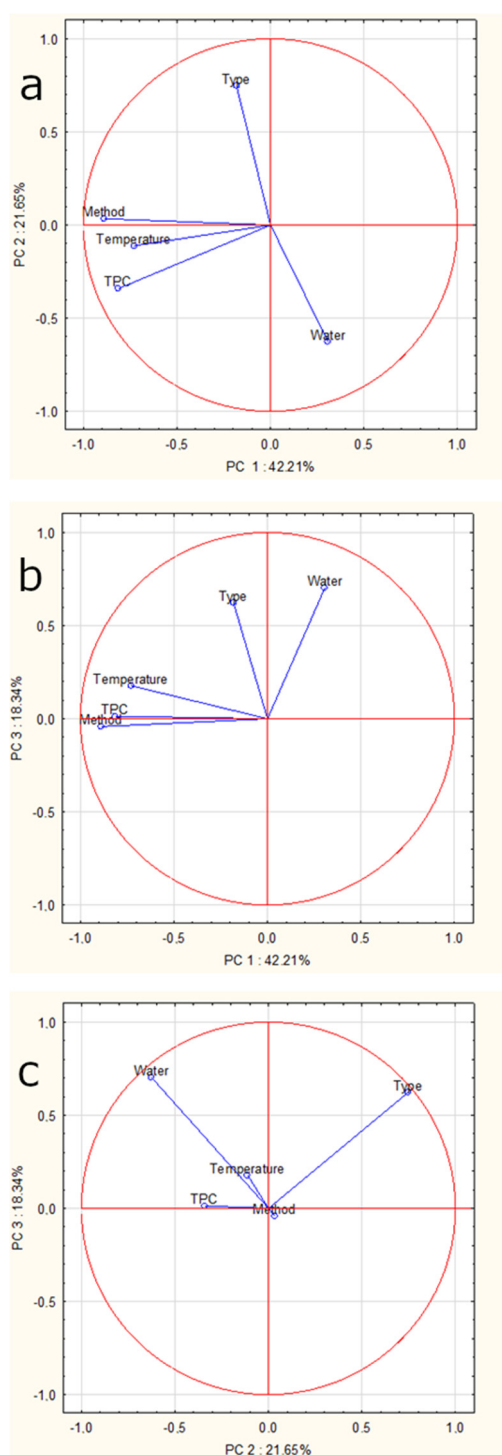 a
1.0
0.5
0.0
-0.5
-1.0
PC 2 : 21.65%
Type
Method
Temperature
TPC
Water
-1.0 -0.5 0.0 0.5 1.0
PC 1 : 42.21%
b
1.0
0.5
0.0
-0.5
-1.0
PC 3 : 18.34%
Water
Type
Temperature
TPC
Method
-1.0 -0.5 0.0 0.5 1.0
PC 1 : 42.21%
c
1.0
0.5
0.0
-0.5
-1.0
PC 3 : 18.34%
Water
Type
Temperature
TPC
Method
-1.0 -0.5 0.0 0.5 1.0
PC 2 : 21.65%